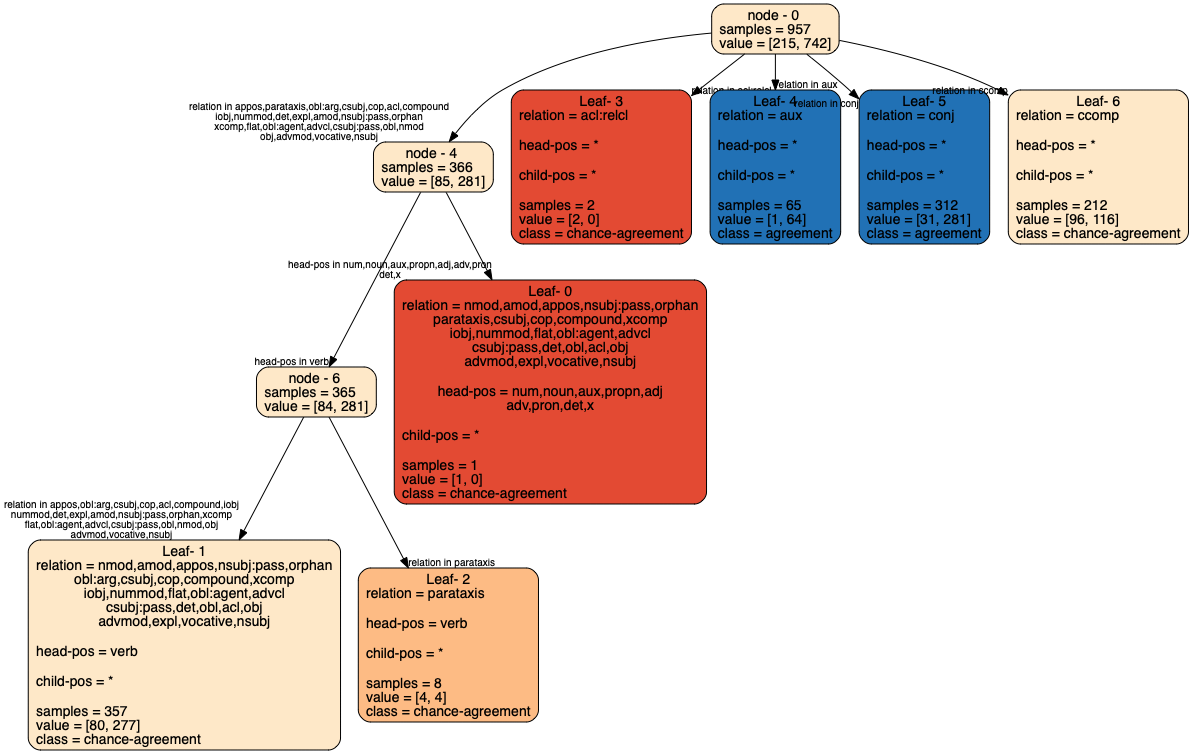 node - 0
samples = 957
value = [215, 742]
relation in appos,parataxis,obl:arg,csubj,cop,acl,compound
iobj,nummod,det,expl,amod,nsubj:pass,orphan
xcomp,flat,obl:agent,advcl,csubj:pass,obl,nmod
obj,advmod,vocative,nsubj
relation in aux
relation in conj
relation in ccomp
node - 4
samples = 366
value = [85, 281]
Leaf- 3
relation = acl:relcl
head-pos = *
child-pos = *
samples = 2
value = [2, 0]
class = chance-agreement
Leaf- 4
relation = aux
head-pos = *
child-pos = *
samples = 65
value = [1, 64]
class = agreement
Leaf- 5
relation = conj
head-pos = *
child-pos = *
samples = 312
value = [31, 281]
class = agreement
Leaf- 6
relation = ccomp
head-pos = *
child-pos = *
samples = 212
value = [96, 116]
class = chance-agreement
head-pos in num,noun,aux,propn,adj,adv,pron
det,x
head-pos in verb
node - 6
samples = 365
value = [84, 281]
Leaf- 0
relation = nmod,amod,appos,nsubj:pass,orphan
parataxis,csubj,cop,compound,xcomp
iobj,nummod,flat,obl:agent,advcl
csubj:pass,det,obl,acl,obj
advmod,expl,vocative,nsubj
head-pos = num,noun,aux,propn,adj
adv,pron,det,x
child-pos = *
samples = 1
value = [1, 0]
class = chance-agreement
relation in appos,obl:arg,csubj,cop,acl,compound,iobj
nummod,det,expl,amod,nsubj:pass,orphan,xcomp
flat,obl:agent,advcl,csubj:pass,obl,nmod,obj
advmod,vocative,nsubj
relation in parataxis
Leaf- 1
relation = nmod,amod,appos,nsubj:pass,orphan
obl:arg,csubj,cop,compound,xcomp
iobj,nummod,flat,obl:agent,advcl
csubj:pass,det,obl,acl,obj
advmod,expl,vocative,nsubj
head-pos = verb
child-pos = *
samples = 357
value = [80, 277]
class = chance-agreement
Leaf- 2
relation = parataxis
head-pos = verb
child-pos = *
samples = 8
value = [4, 4]
class = chance-agreement